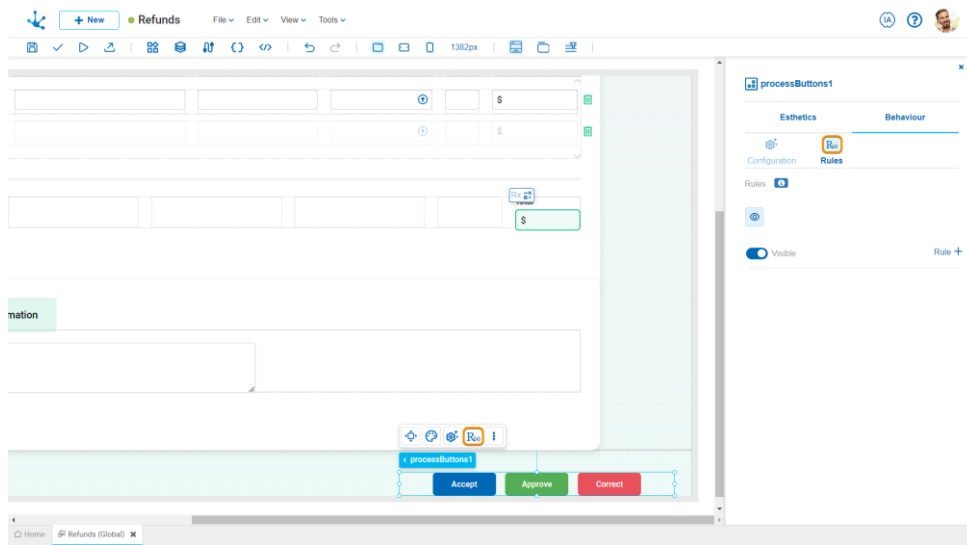 + New
Refunds
File
Edit
View
Tools
IA
?
1382px
processButtons1
Esthetics
Behaviour
Configuration
Rules
Rules
Visible
Rule +
$
$
Rx
Total
$
mation
< processButtons1
Accept
Approve
Correct
Home
Refunds (Global)